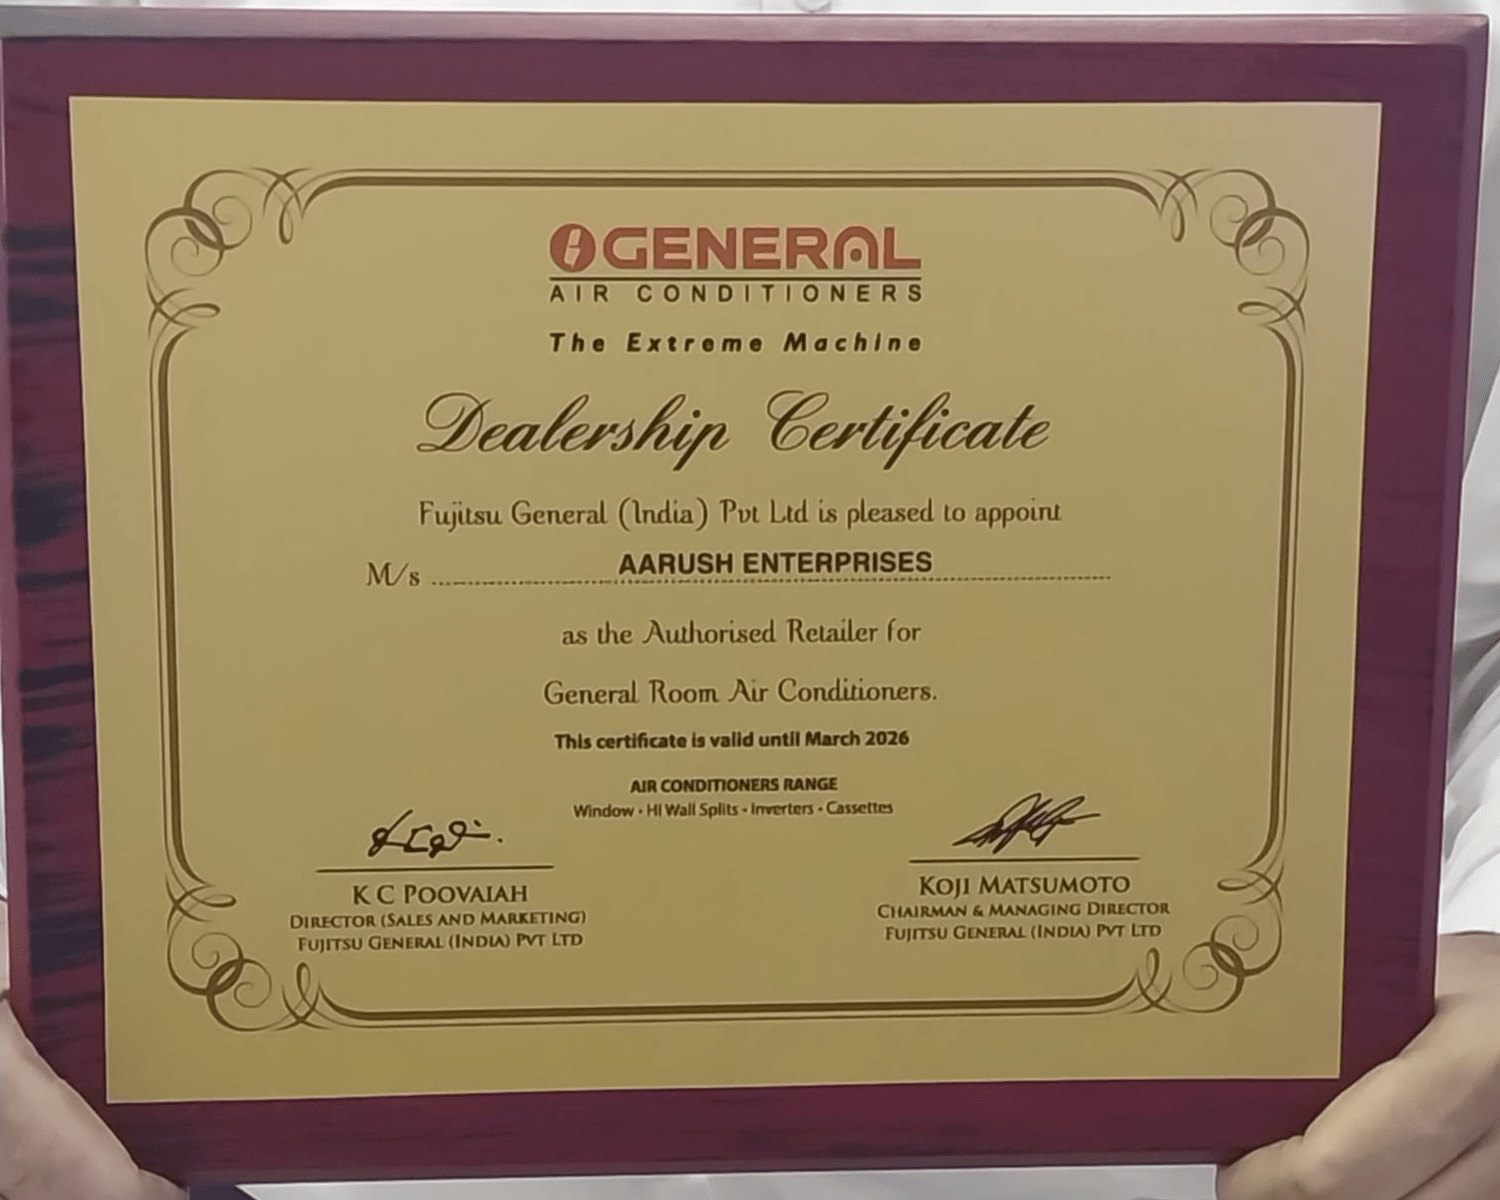 GENERAL
AIR CONDITIONERS
The Extreme Machine
Dealership Certificate
Fujitsu General (India) Pvt Ltd is pleased to appoint
M/s AARUSH ENTERPRISES
as the Authorised Retailer for
General Room Air Conditioners.
This certificate is valid until March 2026
AIR CONDITIONERS RANGE
Window - HI Wall Splits - Inverters - Cassettes
K C POOVAIAH
DIRECTOR (SALES AND MARKETING)
FUJITSU GENERAL (INDIA) PVT LTD
KOJI MATSUMOTO
CHAIRMAN & MANAGING DIRECTOR
FUJITSU GENERAL (INDIA) PVT LTD